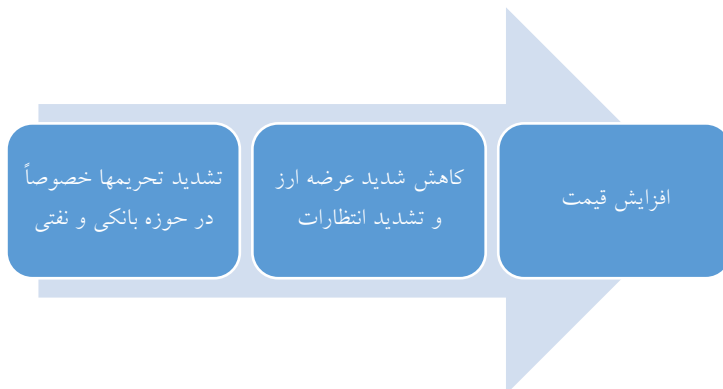 تشدید تحریمها خصوصاً
در حوزه بانکی و نفتی
کاهش شدید عرضه ارز
و تشدید انتظارات
افزایش قیمت